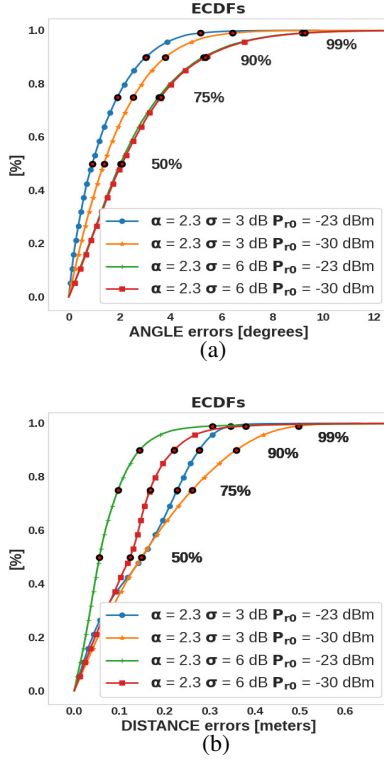 ECDFs
1.0
0.8
0.6
0.4
0.2
0.0
[%]
99%
90%
75%
50%
α = 2.3 σ = 3 dB Pr0 = -23 dBm
α = 2.3 σ = 3 dB Pr0 = -30 dBm
α = 2.3 σ = 6 dB Pr0 = -23 dBm
α = 2.3 σ = 6 dB Pr0 = -30 dBm
0 2 4 6 8 10 12
ANGLE errors [degrees]
(a)
ECDFs
1.0
0.8
0.6
0.4
0.2
0.0
[%]
99%
90%
75%
50%
α = 2.3 σ = 3 dB Pr0 = -23 dBm
α = 2.3 σ = 3 dB Pr0 = -30 dBm
α = 2.3 σ = 6 dB Pr0 = -23 dBm
α = 2.3 σ = 6 dB Pr0 = -30 dBm
0.0 0.1 0.2 0.3 0.4 0.5 0.6
DISTANCE errors [meters]
(b)